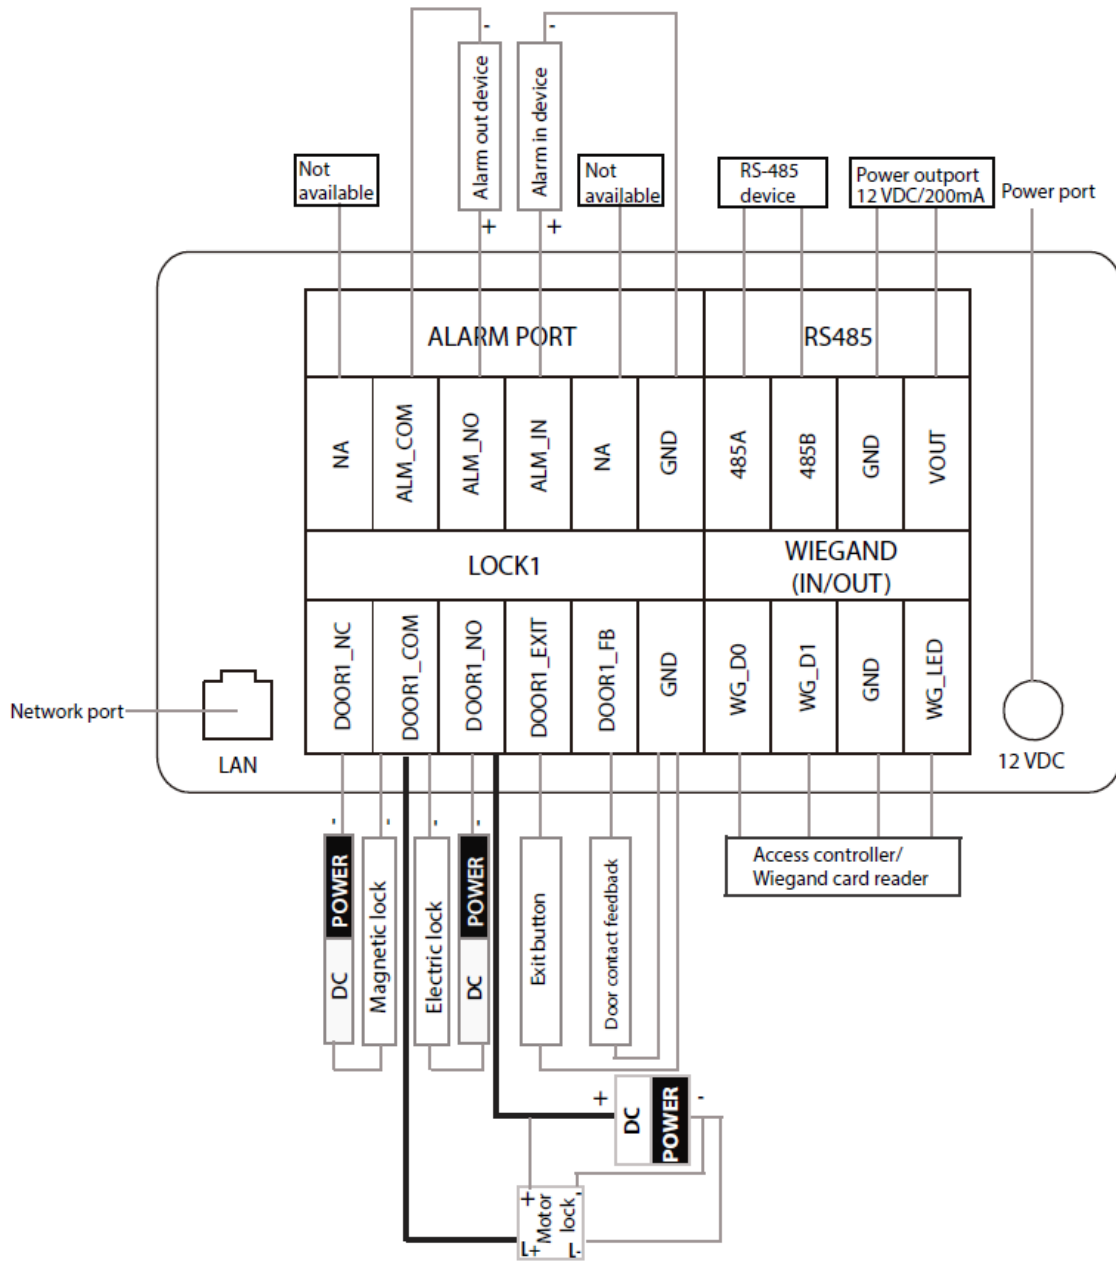 -
-
Alarm out device
Alarm in device
+
+
Not
available
Not
available
RS-485
device
Power outport
12 VDC/200mA
Power port
ALARM PORT
RS485
NA
ALM_COM
ALM_NO
ALM_IN
NA
GND
485A
485B
GND
VOUT
LOCK1
WIEGAND
(IN/OUT)
DOOR1_NC
DOOR1_COM
DOOR1_NO
DOOR1_EXIT
DOOR1_FB
GND
WG_D0
WG_D1
GND
WG_LED
Network port
LAN
12 VDC
-
-
-
-
POWER
DC
Magnetic lock
Electric lock
POWER
DC
Exit button
Door contact feedback
Access controller/
Wiegand card reader
+
DC
POWER
-
+
-
Motor
lock
L+
L-